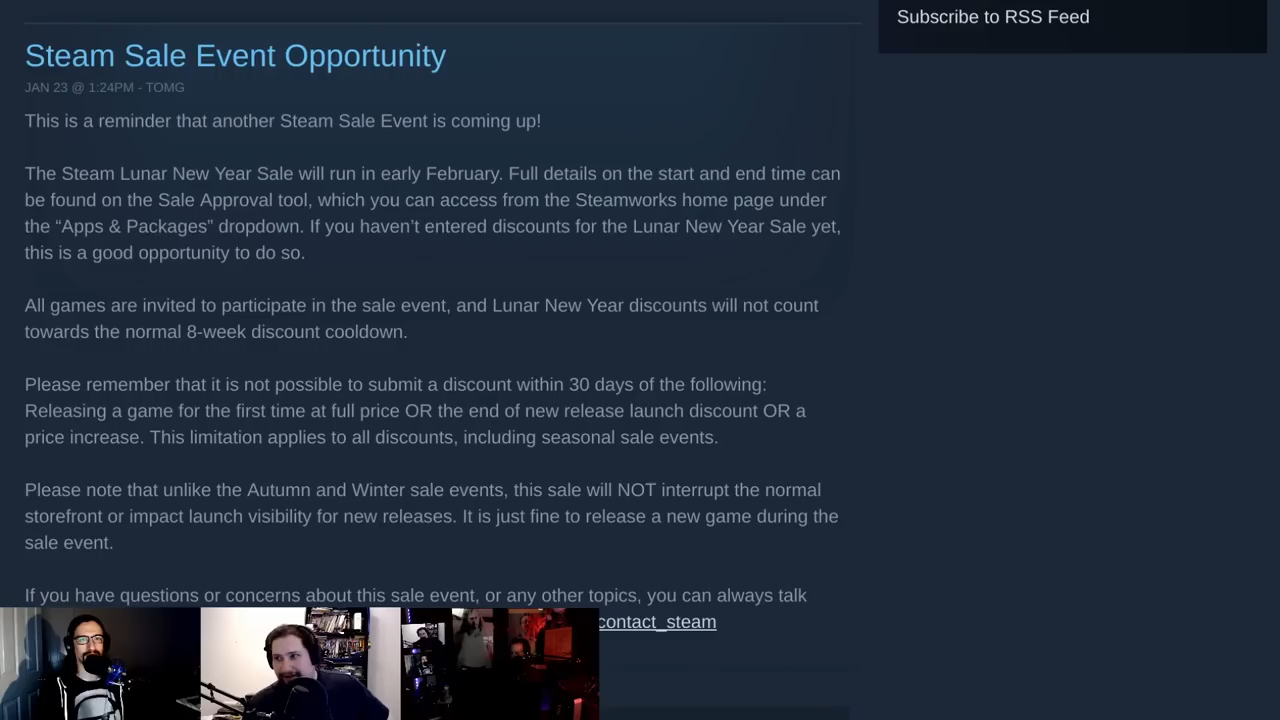 Subscribe to RSS Feed
Steam Sale Event Opportunity
JAN 23 @ 1:24PM - TOMG
This is a reminder that another Steam Sale Event is coming up!
The Steam Lunar New Year Sale will run in early February. Full details on the start and end time can
be found on the Sale Approval tool, which you can access from the Steamworks home page under
the “Apps & Packages” dropdown. If you haven’t entered discounts for the Lunar New Year Sale yet,
this is a good opportunity to do so.
All games are invited to participate in the sale event, and Lunar New Year discounts will not count
towards the normal 8-week discount cooldown.
Please remember that it is not possible to submit a discount within 30 days of the following:
Releasing a game for the first time at full price OR the end of new release launch discount OR a
price increase. This limitation applies to all discounts, including seasonal sale events.
Please note that unlike the Autumn and Winter sale events, this sale will NOT interrupt the normal
storefront or impact launch visibility for new releases. It is just fine to release a new game during the
sale event.
If you have questions or concerns about this sale event, or any other topics, you can always talk
contact_steam